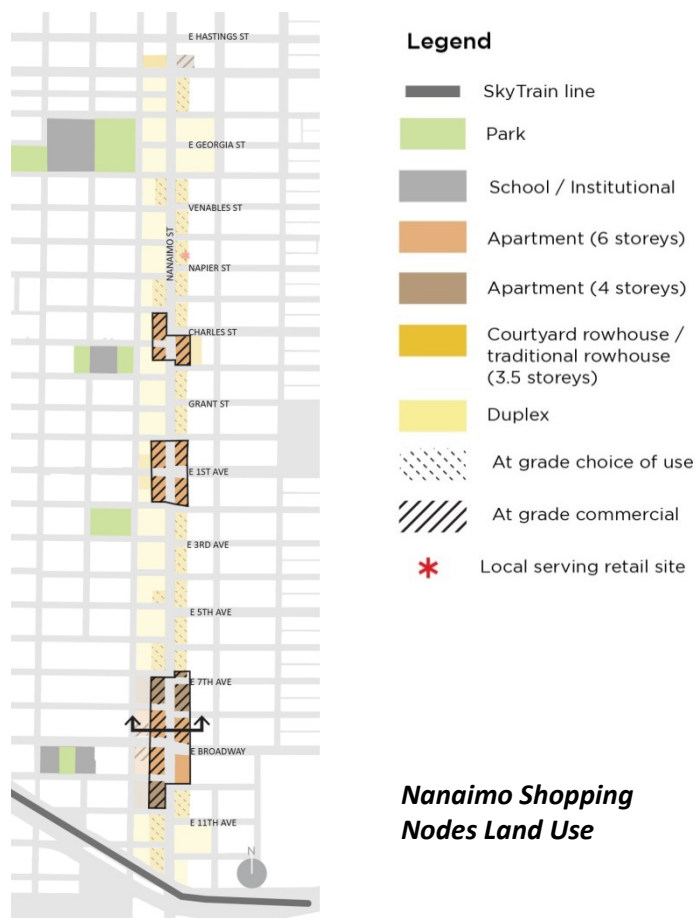 E HASTINGS ST
E GEORGIA ST
VENABLES ST
NANAIMO ST
NAPIER ST
CHARLES ST
GRANT ST
E 1ST AVE
E 3RD AVE
E 5TH AVE
E 7TH AVE
E BROADWAY
E 11TH AVE
N
Legend
SkyTrain line
Park
School / Institutional
Apartment (6 storeys)
Apartment (4 storeys)
Courtyard rowhouse /
traditional rowhouse
(3.5 storeys)
Duplex
At grade choice of use
At grade commercial
Local serving retail site
Nanaimo Shopping
Nodes Land Use